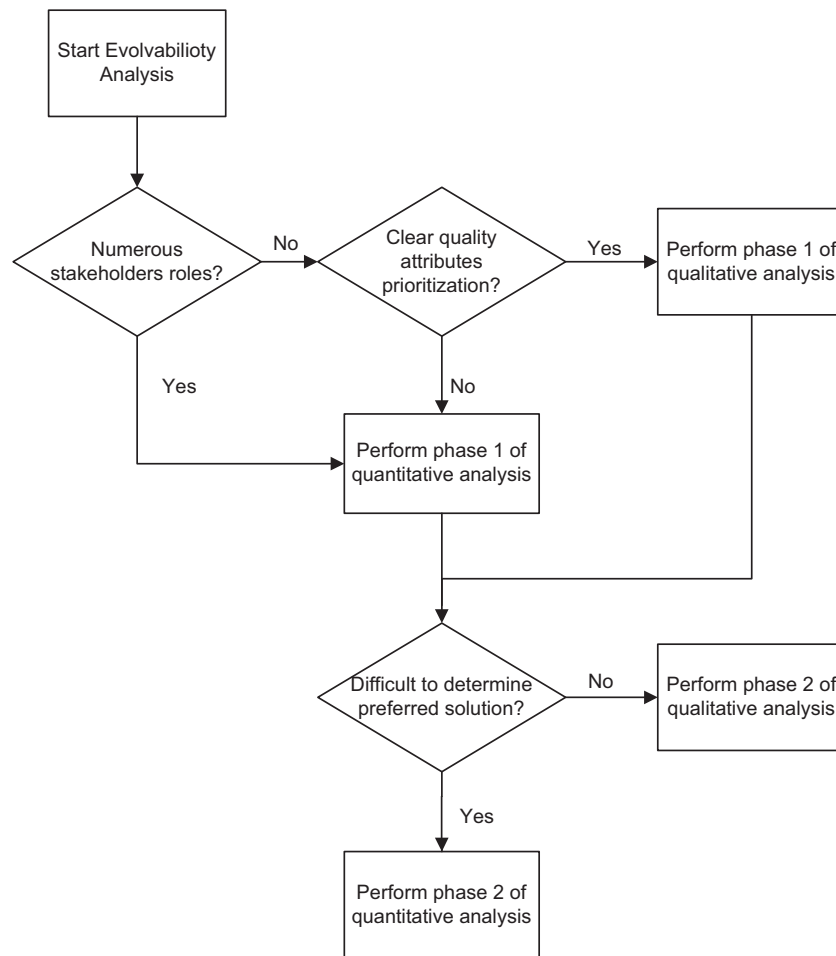 Start Evolvabilioty
Analysis
Numerous
stakeholders roles?
No
Clear quality
attributes
prioritization?
Yes
Perform phase 1 of
qualitative analysis
Yes
No
Perform phase 1 of
quantitative analysis
Difficult to determine
preferred solution?
No
Perform phase 2 of
qualitative analysis
Yes
Perform phase 2 of
quantitative analysis